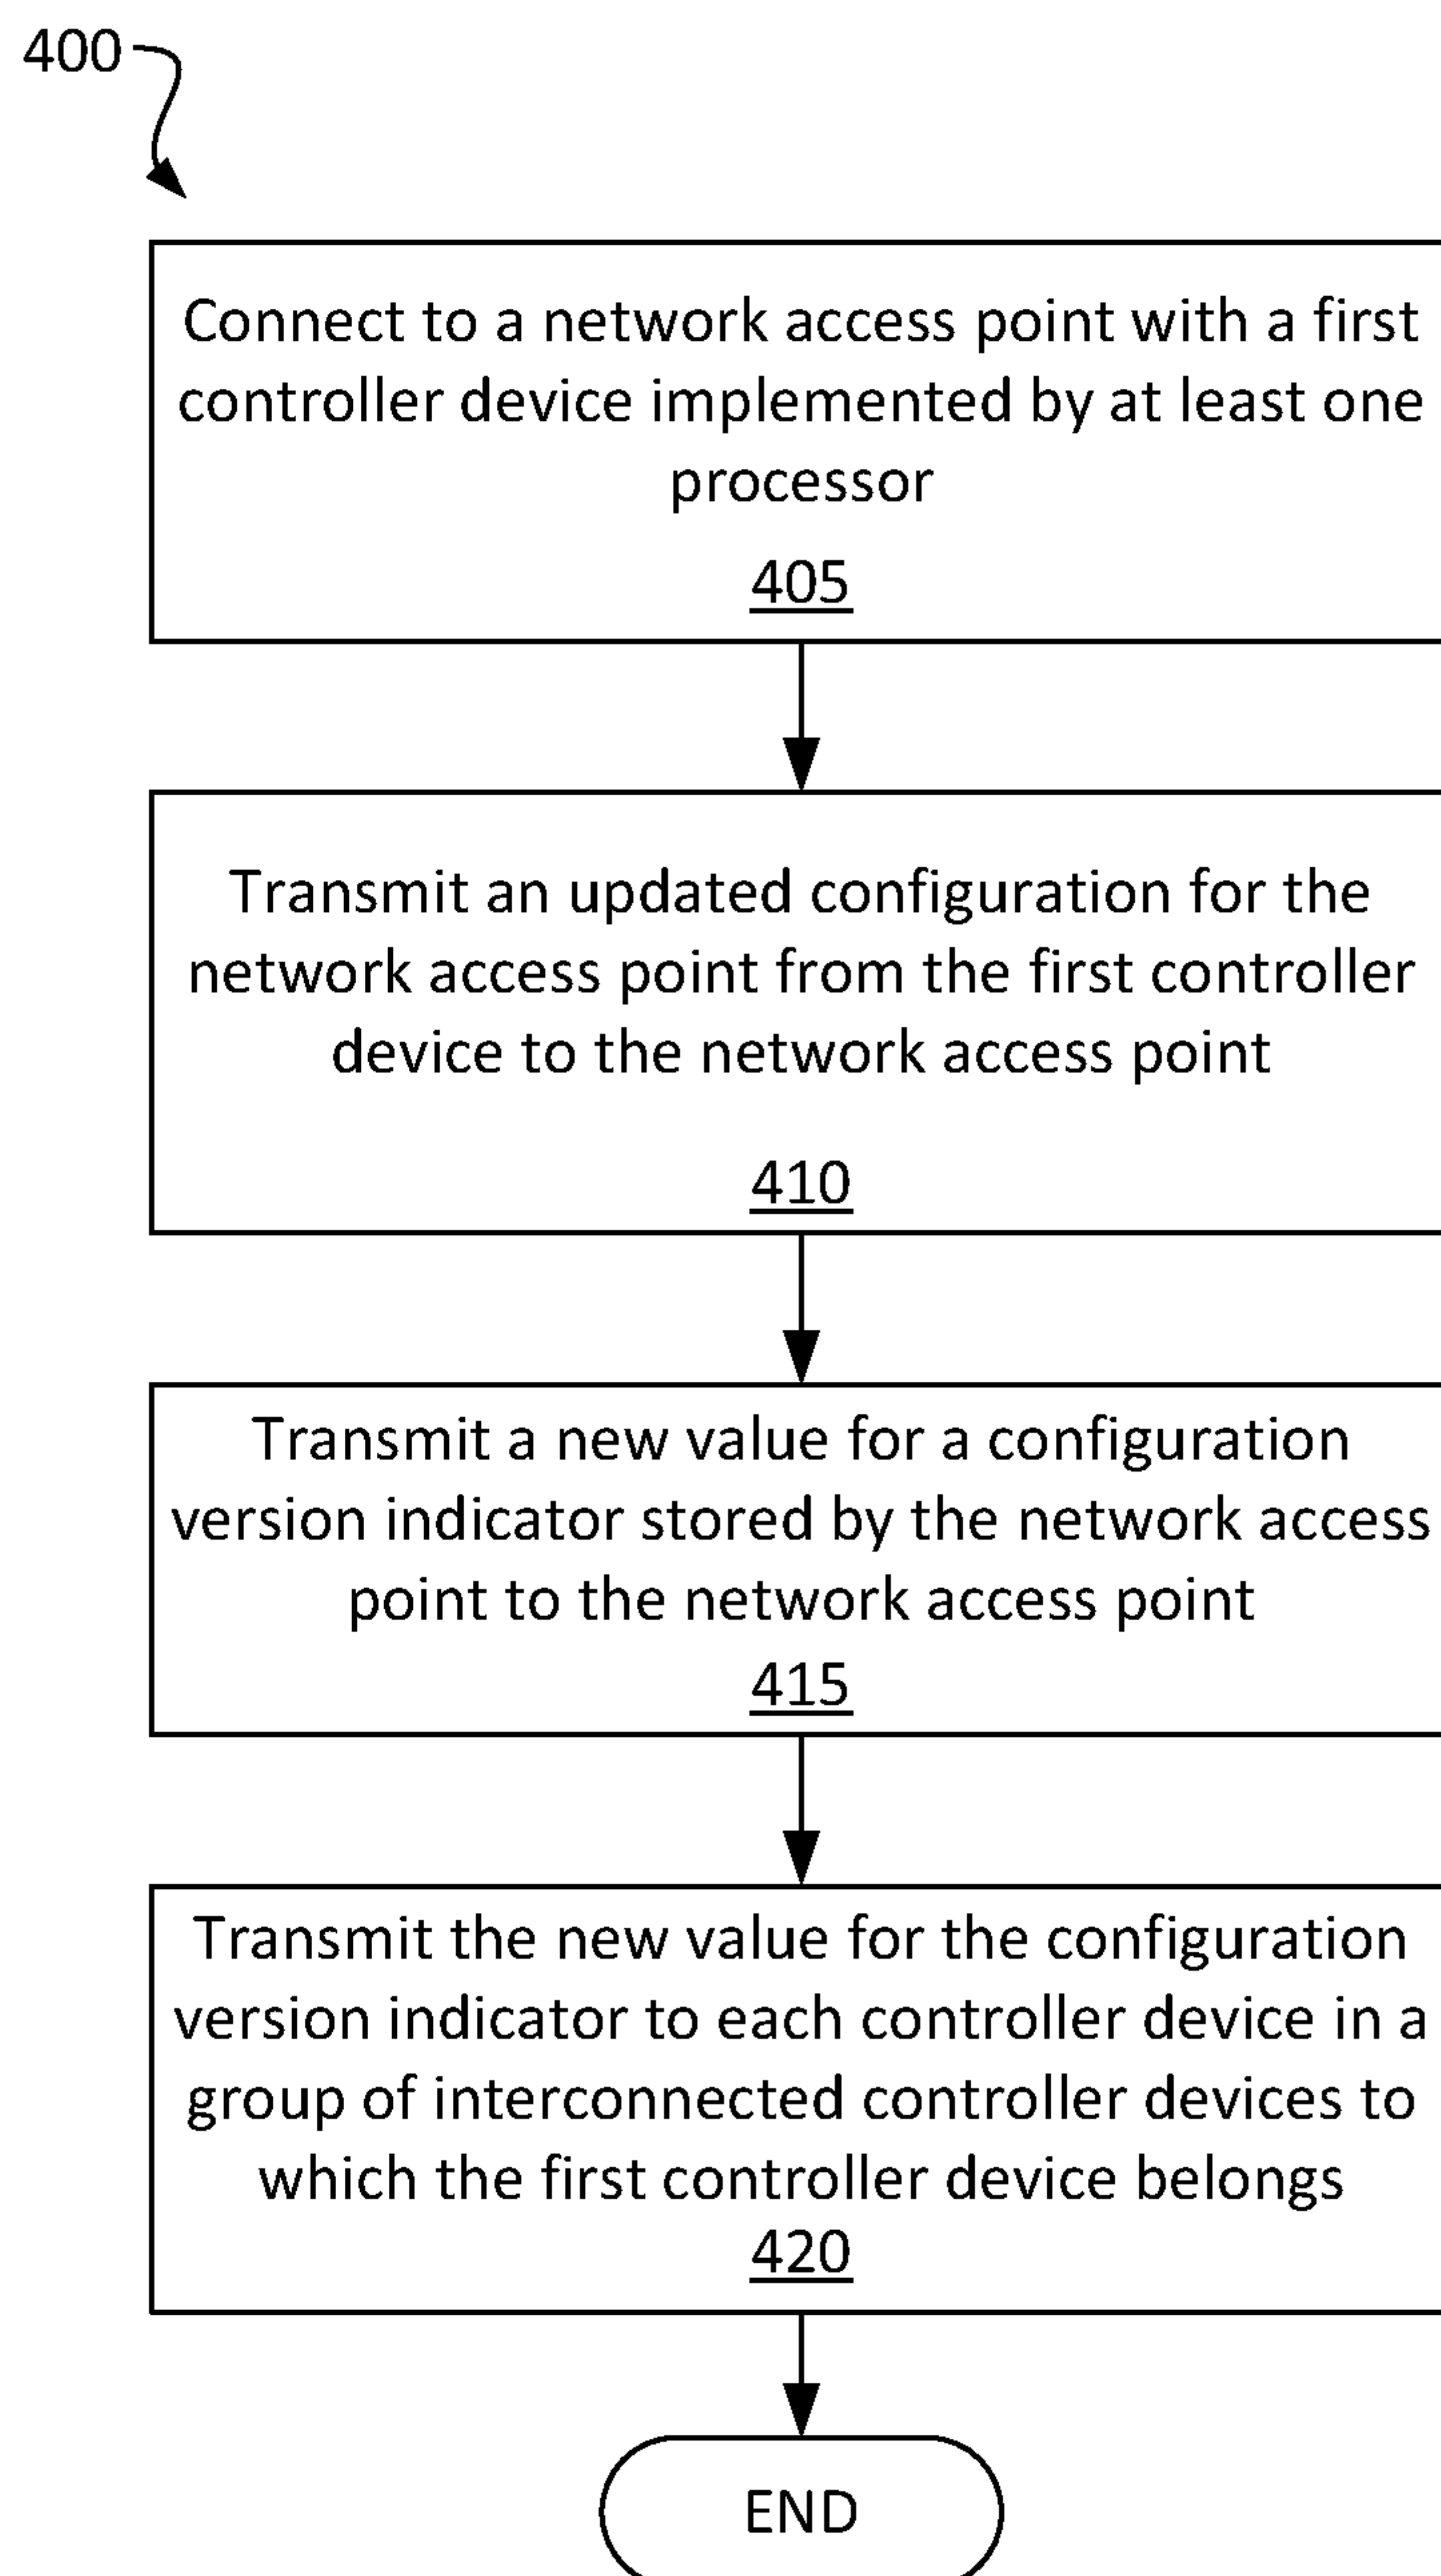 400
Connect to a network access point with a first
controller device implemented by at least one
processor
405
Transmit an updated configuration for the
network access point from the first controller
device to the network access point
410
Transmit a new value for a configuration
version indicator stored by the network access
point to the network access point
415
Transmit the new value for the configuration
version indicator to each controller device in a
group of interconnected controller devices to
which the first controller device belongs
420
END